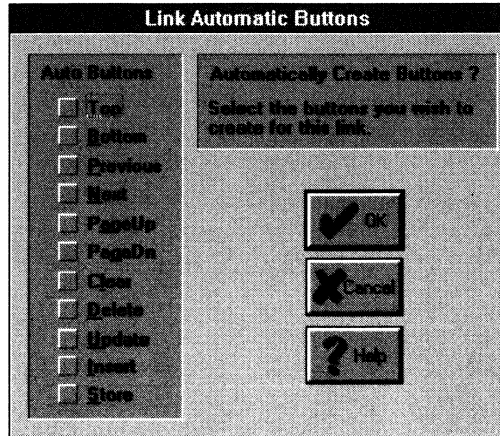 Link Automatic Buttons
Auto Buttons
Top
Bottom
Previous
Next
PageUp
PageDn
Clear
Delete
Update
Insert
Store
Automatically Create Buttons ?
Select the buttons you wish to
create for this link.
OK
Cancel
Help